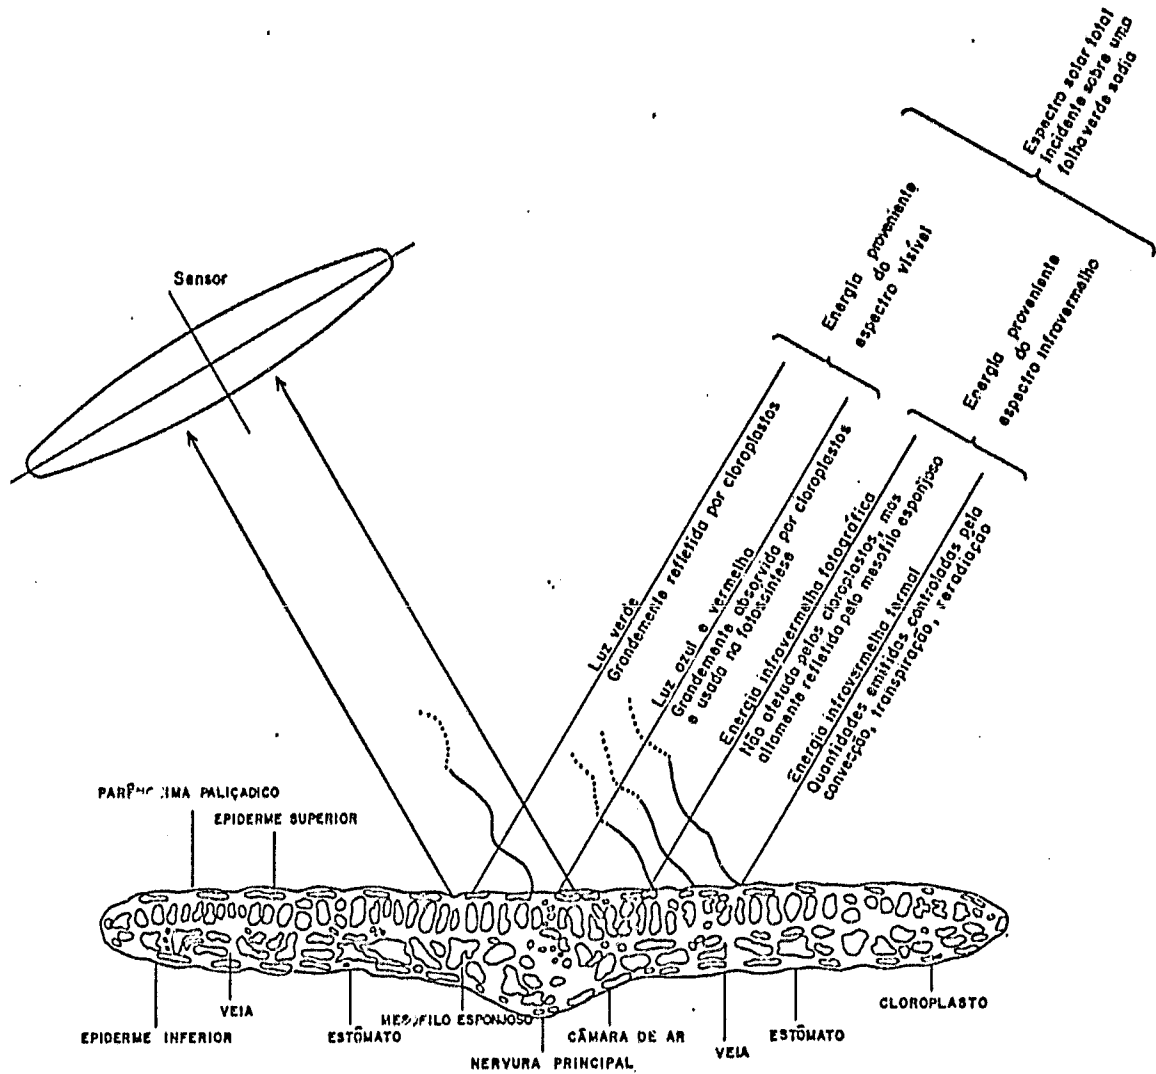 Espectro solar total
incidente sobre uma
folha verde sadia
Energia proveniente
do
espectro visível
Energia proveniente
do
espectro infravermelho
Sensor
Luz verde
Grandemente refletida por cloroplastos
Luz azul e vermelha
Grandemente absorvida por cloroplastos
e usada na fotossíntese
Energia infravermelha fotográfica
Não afetada pelos cloroplastos, mas
altamente refletida pelo mesofilo esponjoso
Energia infravermelha termal
Quantidades emitidas controladas pela
convecção, transpiração, reradiação
PALIÇADICO
EPIDERME SUPERIOR
EPIDERME INFERIOR
VEIA
ESTÔMATO
MESOFILO ESPONJOSO
NERVURA PRINCIPAL
CÂMARA DE AR
VEIA
ESTÔMATO
CLOROPLASTO